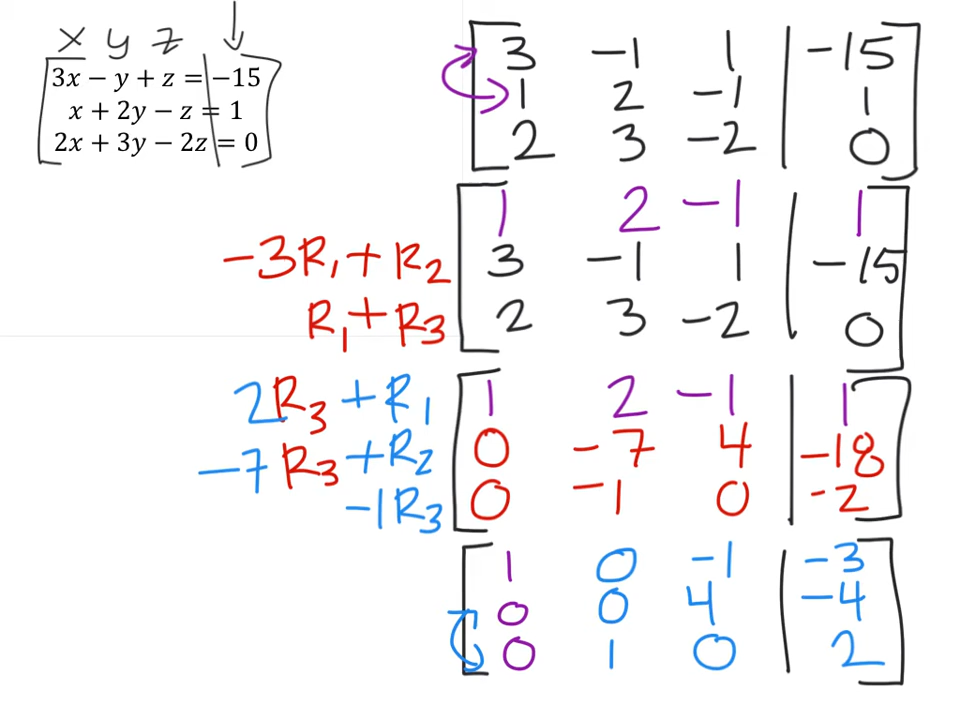 x y z ↓
3x − y + z = −15
x + 2y − z = 1
2x + 3y − 2z = 0
3 −1 1 | −15
1 2 −1 | 1
2 3 −2 | 0
1 2 −1 | 1
−3R₁ + R₂ 3 −1 1 | −15
R₁ + R₃ 2 3 −2 | 0
2R₃ + R₁ 1 2 −1 | 1
−7R₃ + R₂ 0 −7 4 | −18
−1R₃ 0 −1 0 | −2
1 0 −1 | −3
0 0 4 | −4
0 1 0 | 2